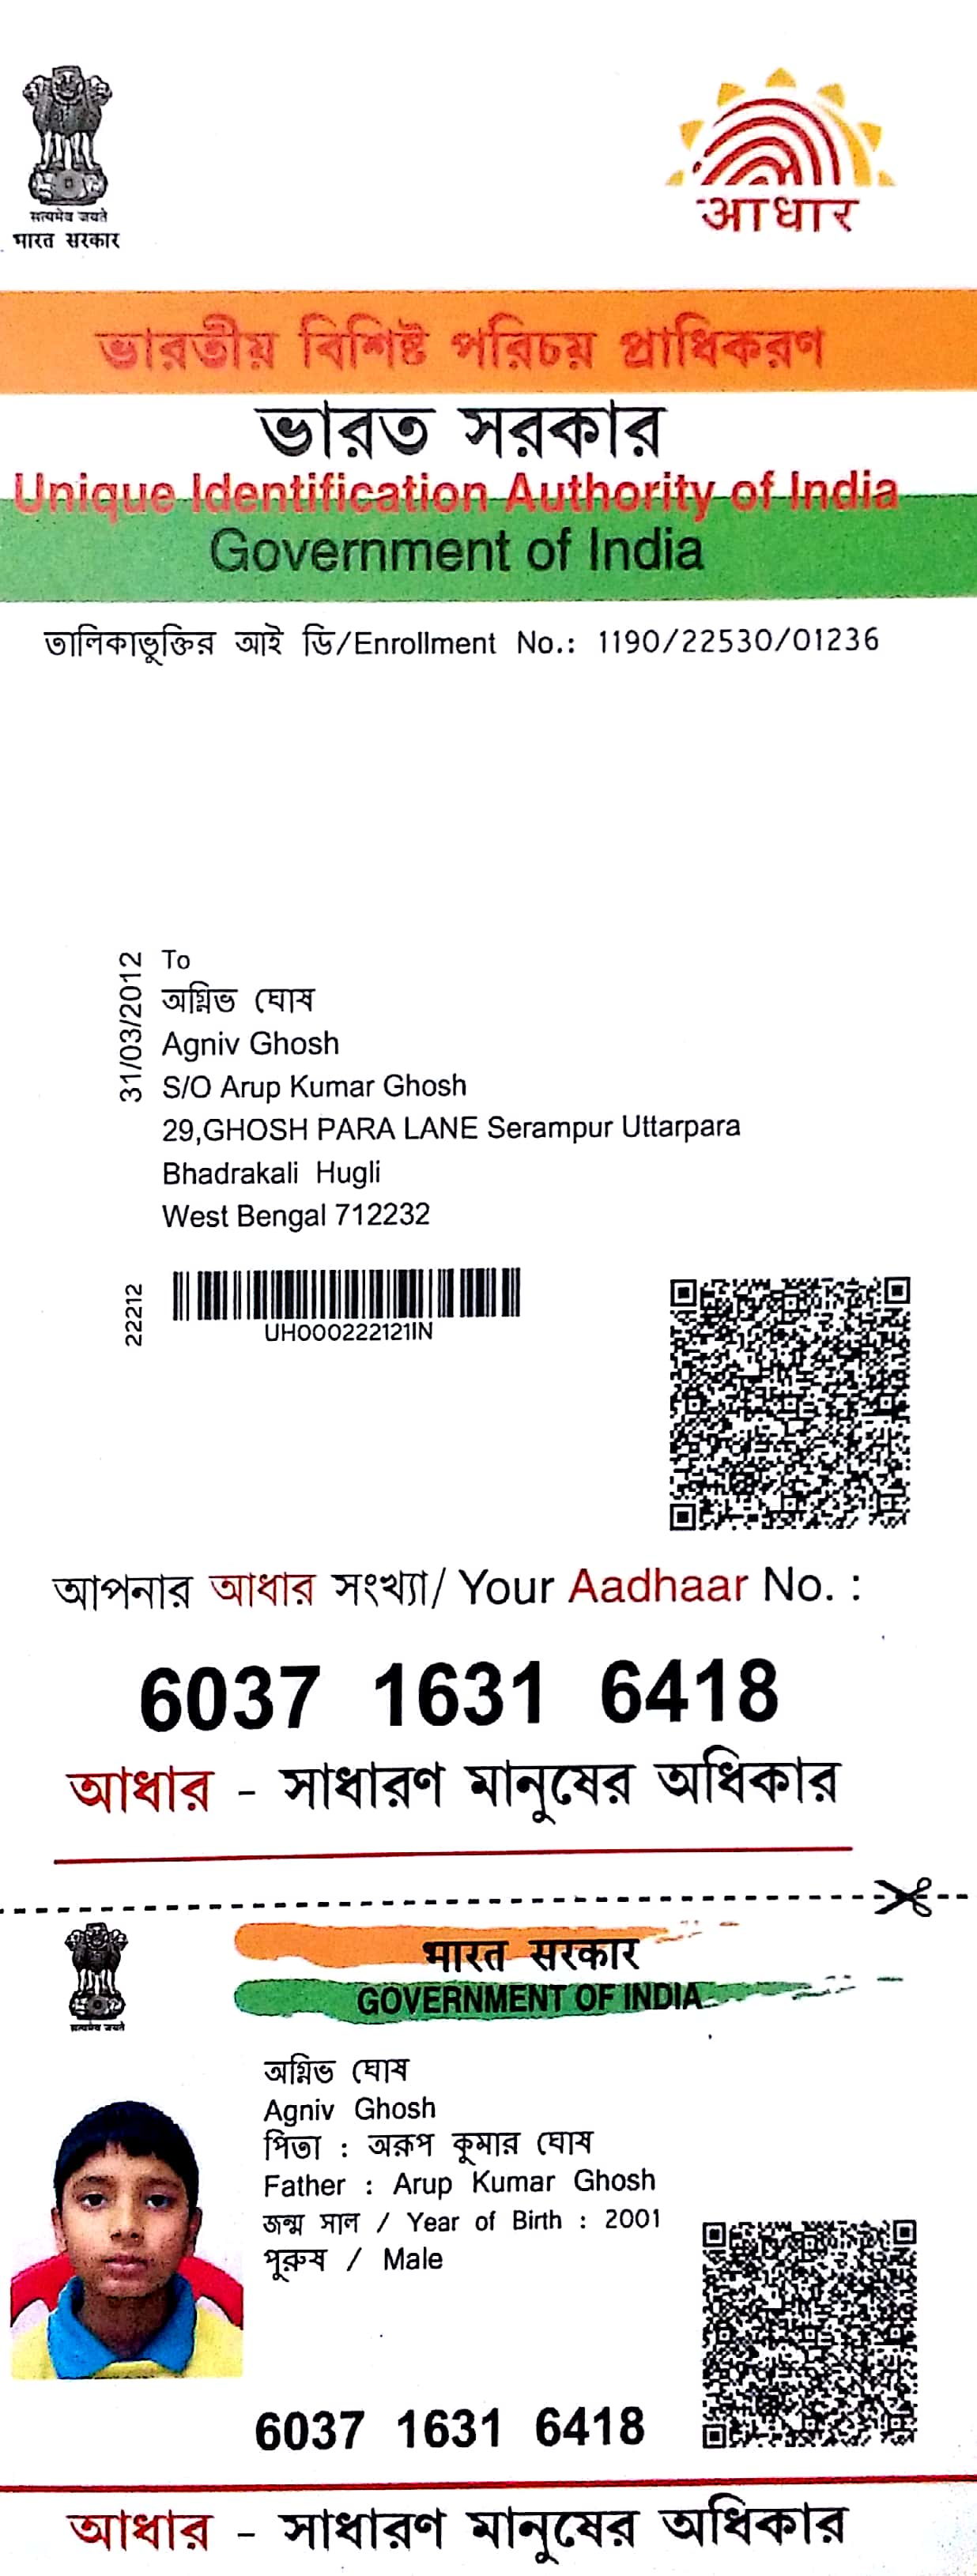 सत्यमेव जयते
भारत सरकार
आधार
ভারতীয় বিশিষ্ট পরিচয় প্রাধিকরণ
ভারত সরকার
Unique Identification Authority of India
Government of India
তালিকাভুক্তির আই ডি/Enrollment No.: 1190/22530/01236
31/03/2012
To
অগ্নিভ ঘোষ
Agniv Ghosh
S/O Arup Kumar Ghosh
29,GHOSH PARA LANE Serampur Uttarpara
Bhadrakali Hugli
West Bengal 712232
22212
UH000222121IN
আপনার আধার সংখ্যা/ Your Aadhaar No. :
6037 1631 6418
আধার - সাধারণ মানুষের অধিকার
भारत सरकार
GOVERNMENT OF INDIA
सत्यमेव जयते
অগ্নিভ ঘোষ
Agniv Ghosh
পিতা : অরূপ কুমার ঘোষ
Father : Arup Kumar Ghosh
জন্ম সাল / Year of Birth : 2001
পুরুষ / Male
6037 1631 6418
আধার - সাধারণ মানুষের অধিকার